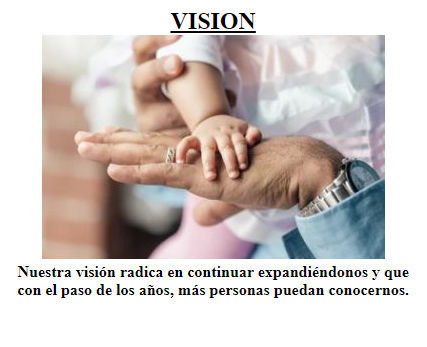 VISION
Nuestra visión radica en continuar expandiéndonos y que
con el paso de los años, más personas puedan conocernos.